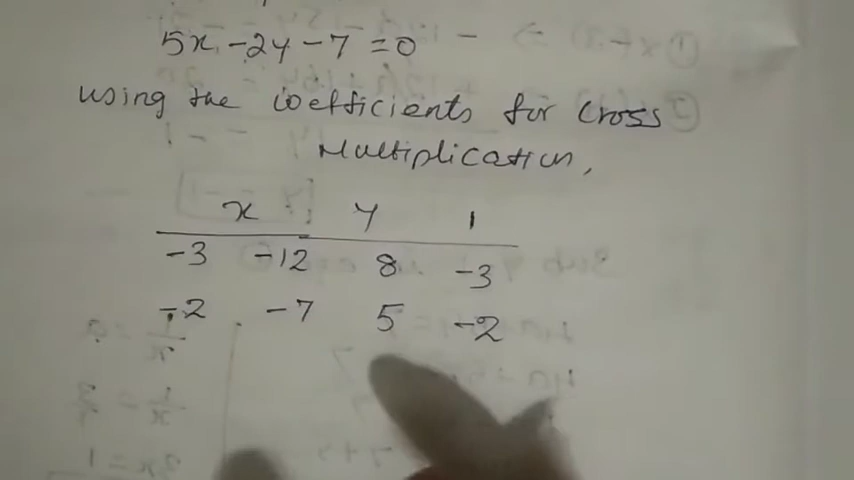 5x - 2y - 7 = 0
using the coefficients for cross
Multiplication,
x y 1
-3 -12 8 -3
-2 -7 5 -2